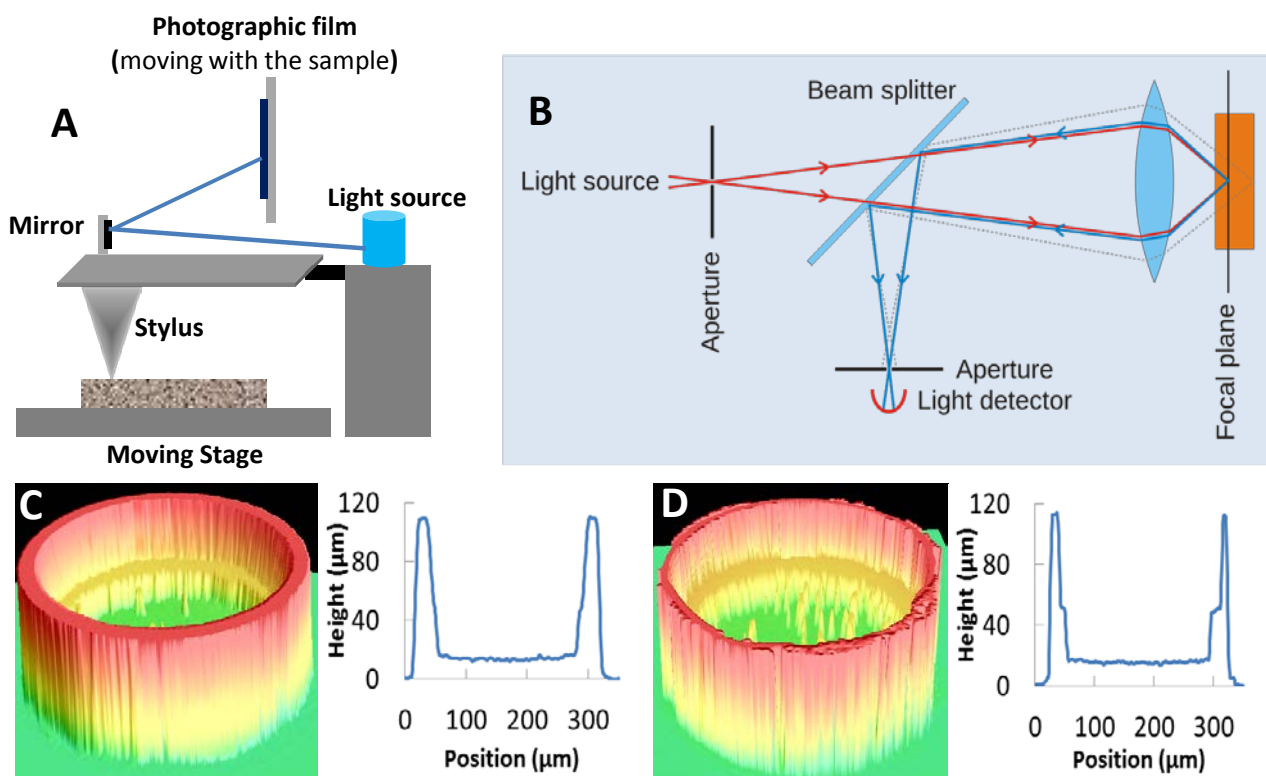 Photographic film
(moving with the sample)
A
Mirror
Light source
Stylus
Moving Stage
B
Beam splitter
Light source
Aperture
Aperture
Light detector
Focal plane
C
Height (µm)
120
80
40
0
0 100 200 300
Position (µm)
D
Height (µm)
120
80
40
0
0 100 200 300
Position (µm)